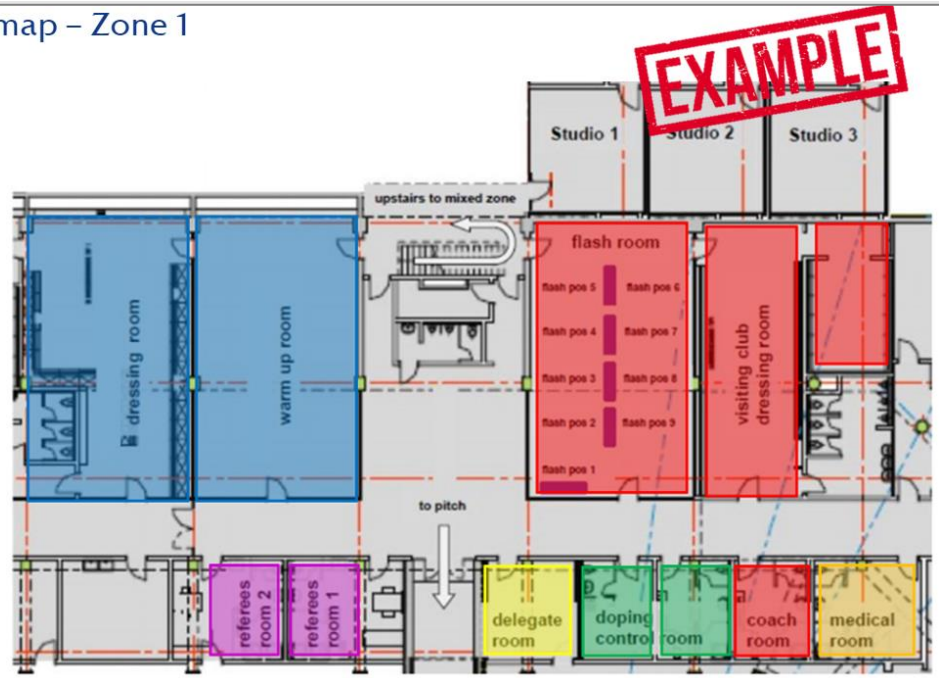 map – Zone 1
EXAMPLE
Studio 1
Studio 2
Studio 3
upstairs to mixed zone
flash room
flash pos 5
flash pos 6
flash pos 4
flash pos 7
flash pos 3
flash pos 8
flash pos 2
flash pos 9
flash pos 1
dressing room
warm up room
visiting club
dressing room
to pitch
referees
room 2
referees
room 1
delegate
room
doping
control room
coach
room
medical
room